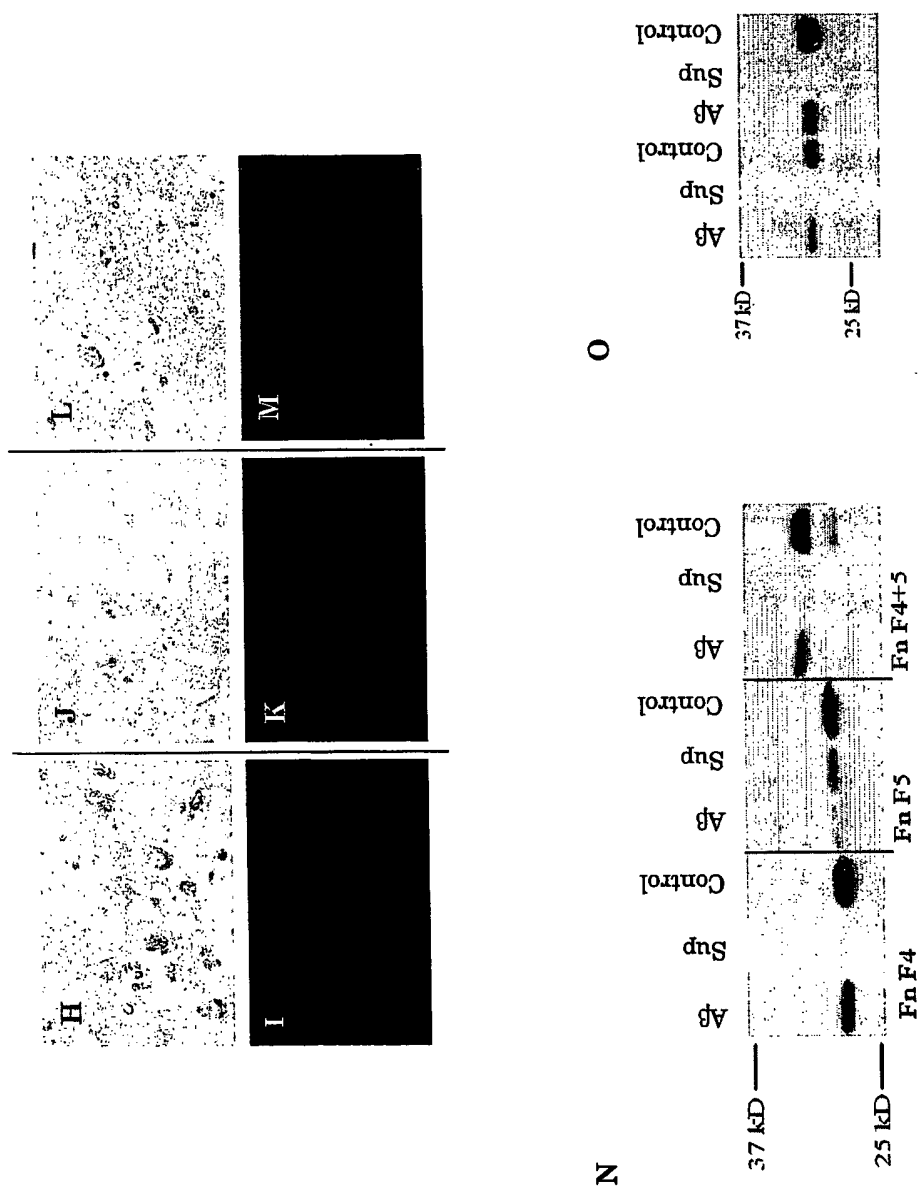 H
J
L
I
K
M
N
Aβ Sup Control Aβ Sup Control Aβ Sup Control
37 kD
25 kD
Fn F4 Fn F5 Fn F4+5
O
Aβ Sup Control Aβ Sup Control
37 kD
25 kD